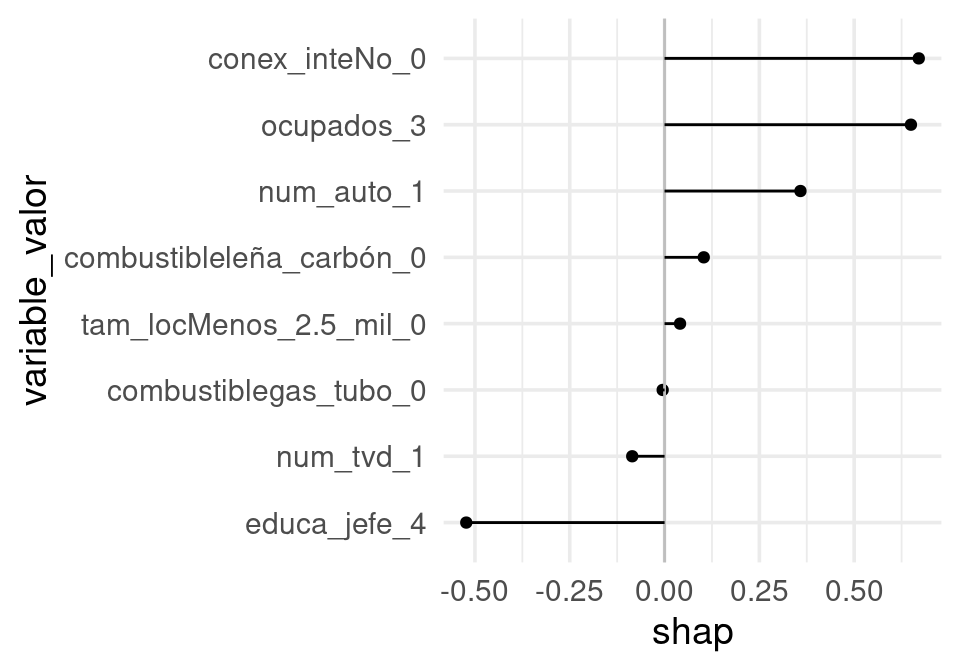 conex_inteNo_0
ocupados_3
num_auto_1
combustibleleña_carbón_0
tam_locMenos_2.5_mil_0
combustiblegas_tubo_0
num_tvd_1
educa_jefe_4
variable_valor
-0.50 -0.25 0.00 0.25 0.50
shap